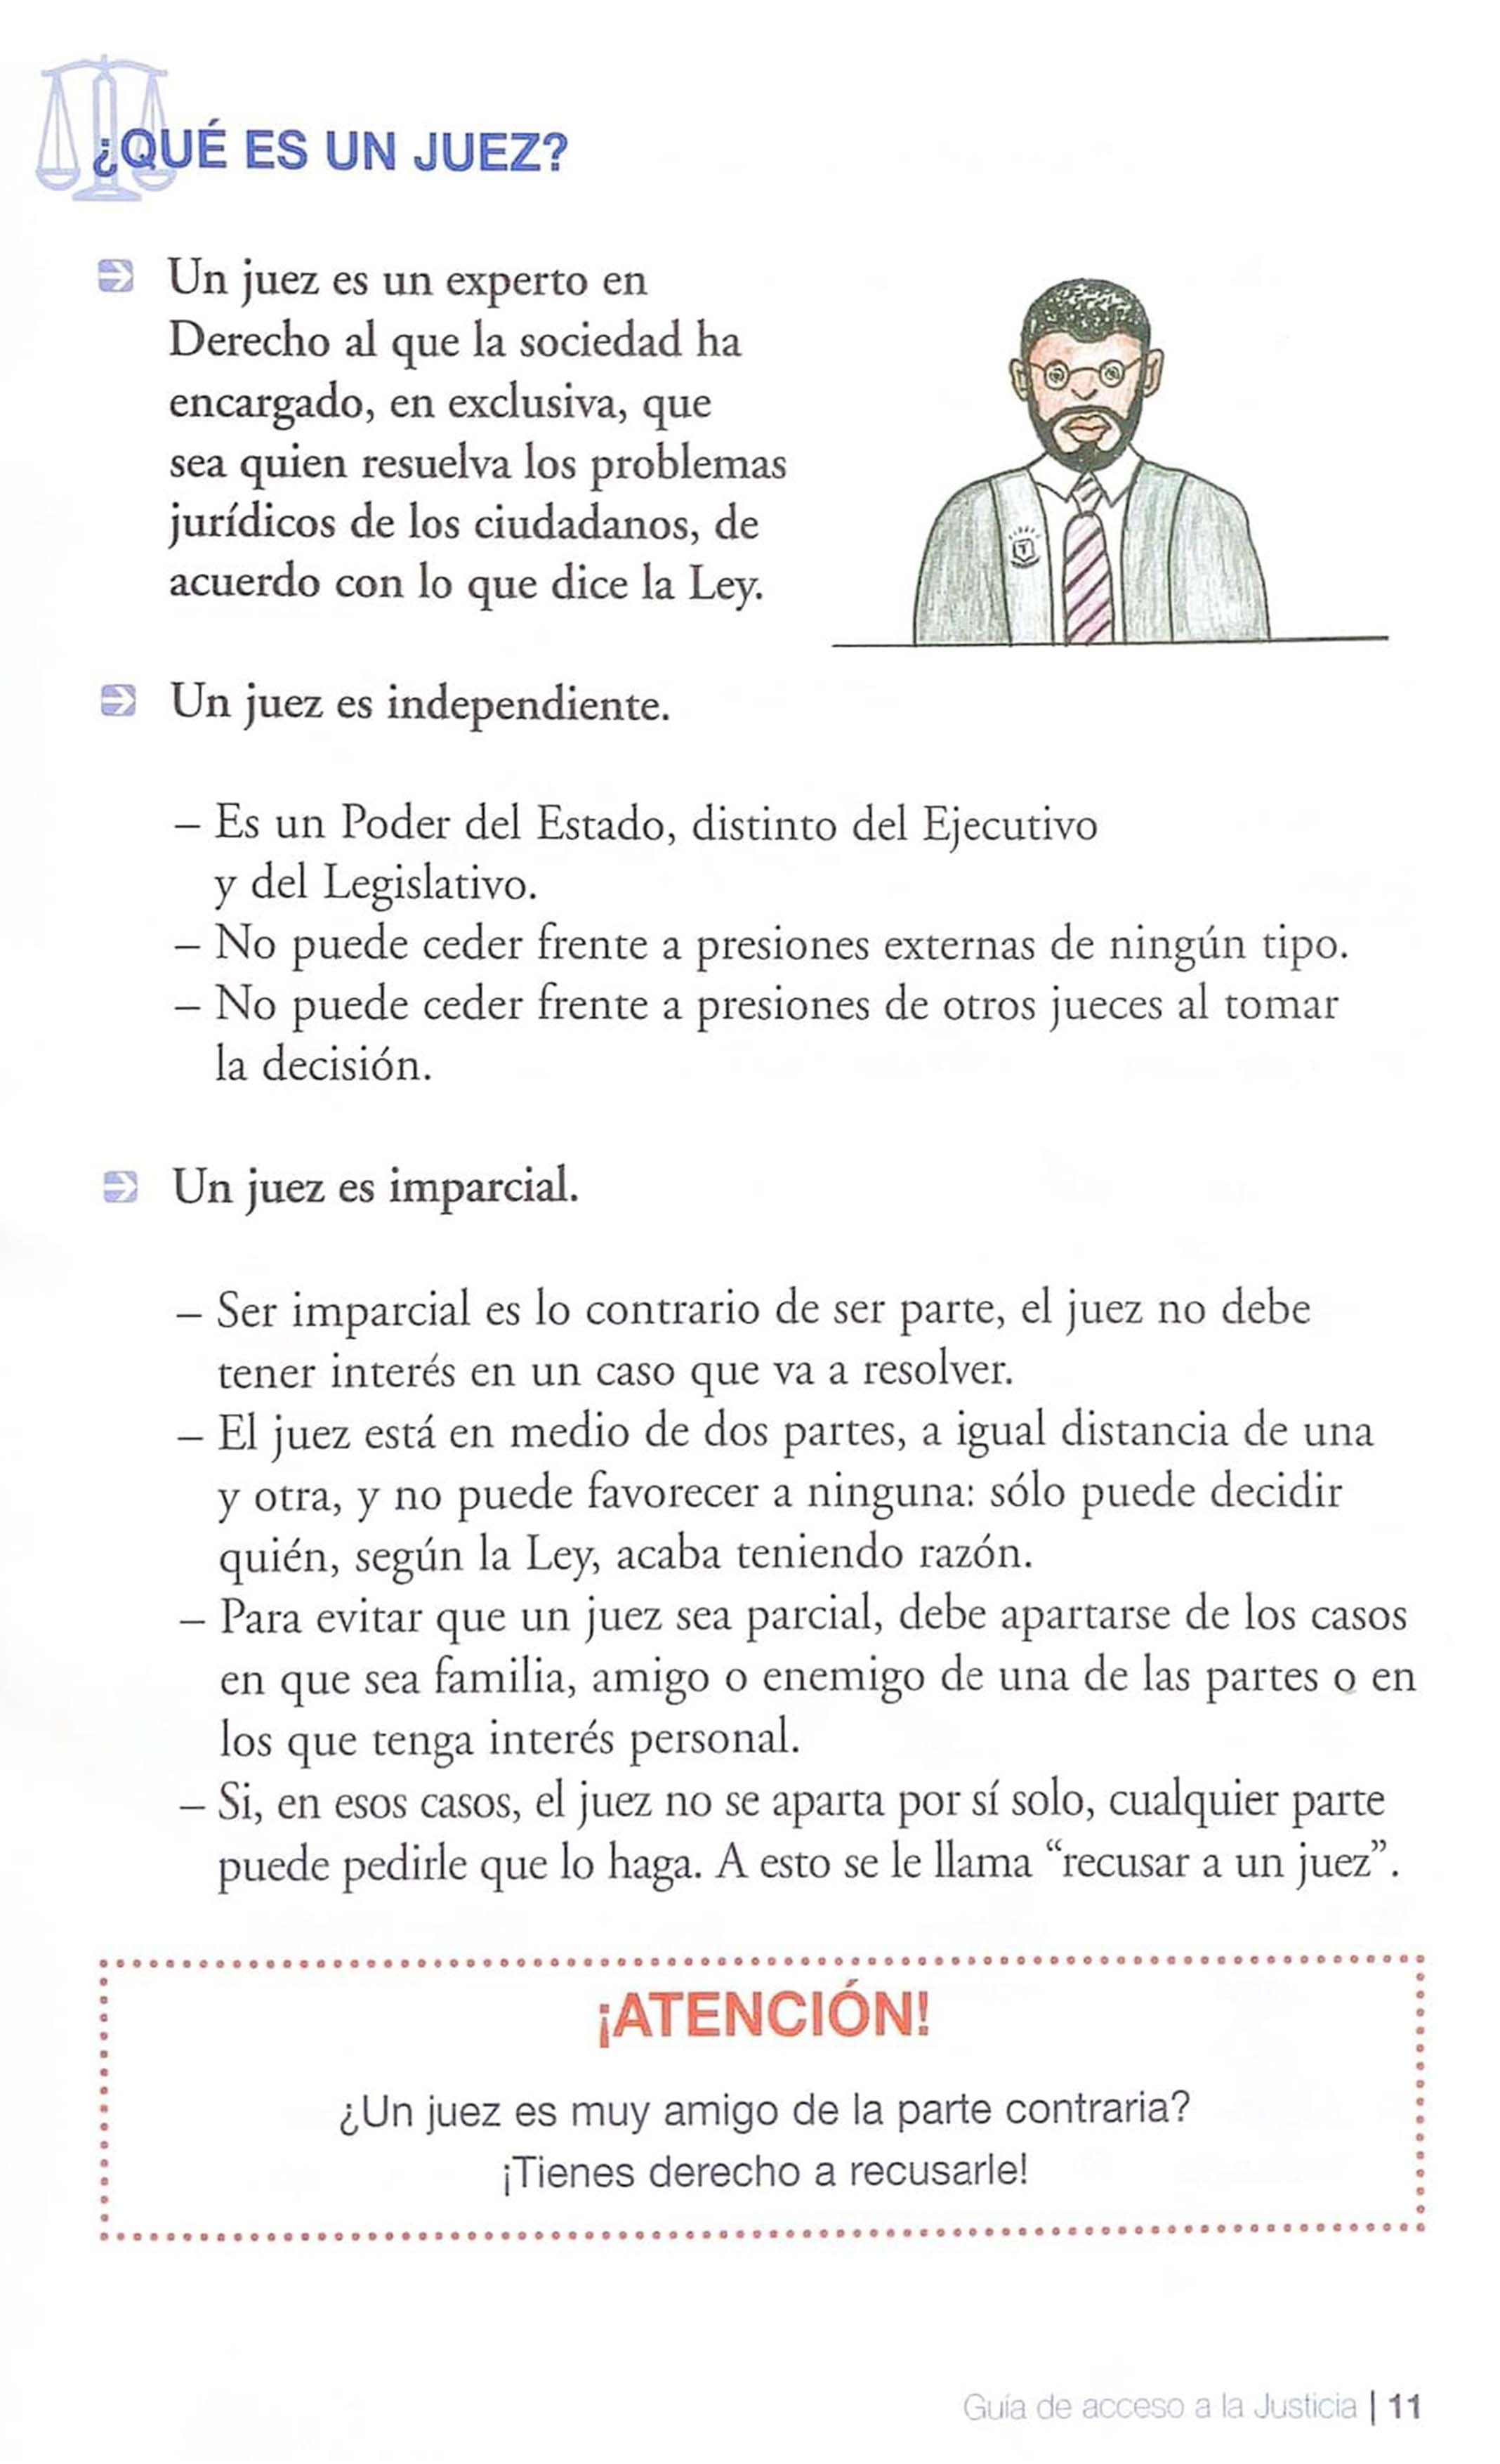 ¿QUÉ ES UN JUEZ?
Un juez es un experto en
Derecho al que la sociedad ha
encargado, en exclusiva, que
sea quien resuelva los problemas
jurídicos de los ciudadanos, de
acuerdo con lo que dice la Ley.
Un juez es independiente.
– Es un Poder del Estado, distinto del Ejecutivo
y del Legislativo.
– No puede ceder frente a presiones externas de ningún tipo.
– No puede ceder frente a presiones de otros jueces al tomar
la decisión.
Un juez es imparcial.
– Ser imparcial es lo contrario de ser parte, el juez no debe
tener interés en un caso que va a resolver.
– El juez está en medio de dos partes, a igual distancia de una
y otra, y no puede favorecer a ninguna: sólo puede decidir
quién, según la Ley, acaba teniendo razón.
– Para evitar que un juez sea parcial, debe apartarse de los casos
en que sea familia, amigo o enemigo de una de las partes o en
los que tenga interés personal.
– Si, en esos casos, el juez no se aparta por sí solo, cualquier parte
puede pedirle que lo haga. A esto se le llama “recusar a un juez”.
¡ATENCIÓN!
¿Un juez es muy amigo de la parte contraria?
¡Tienes derecho a recusarle!
Guía de acceso a la Justicia | 11